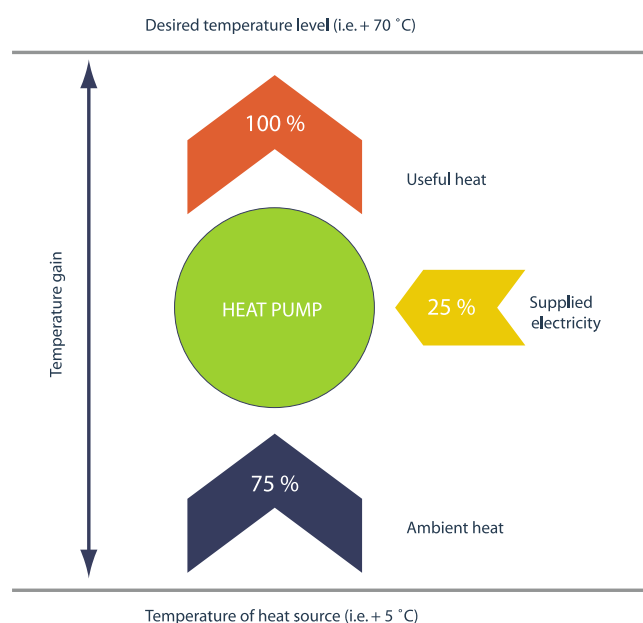 Desired temperature level (i.e. + 70 ˚C)
100 %
Useful heat
Temperature gain
HEAT PUMP
25 %
Supplied
electricity
75 %
Ambient heat
Temperature of heat source (i.e. + 5 ˚C)